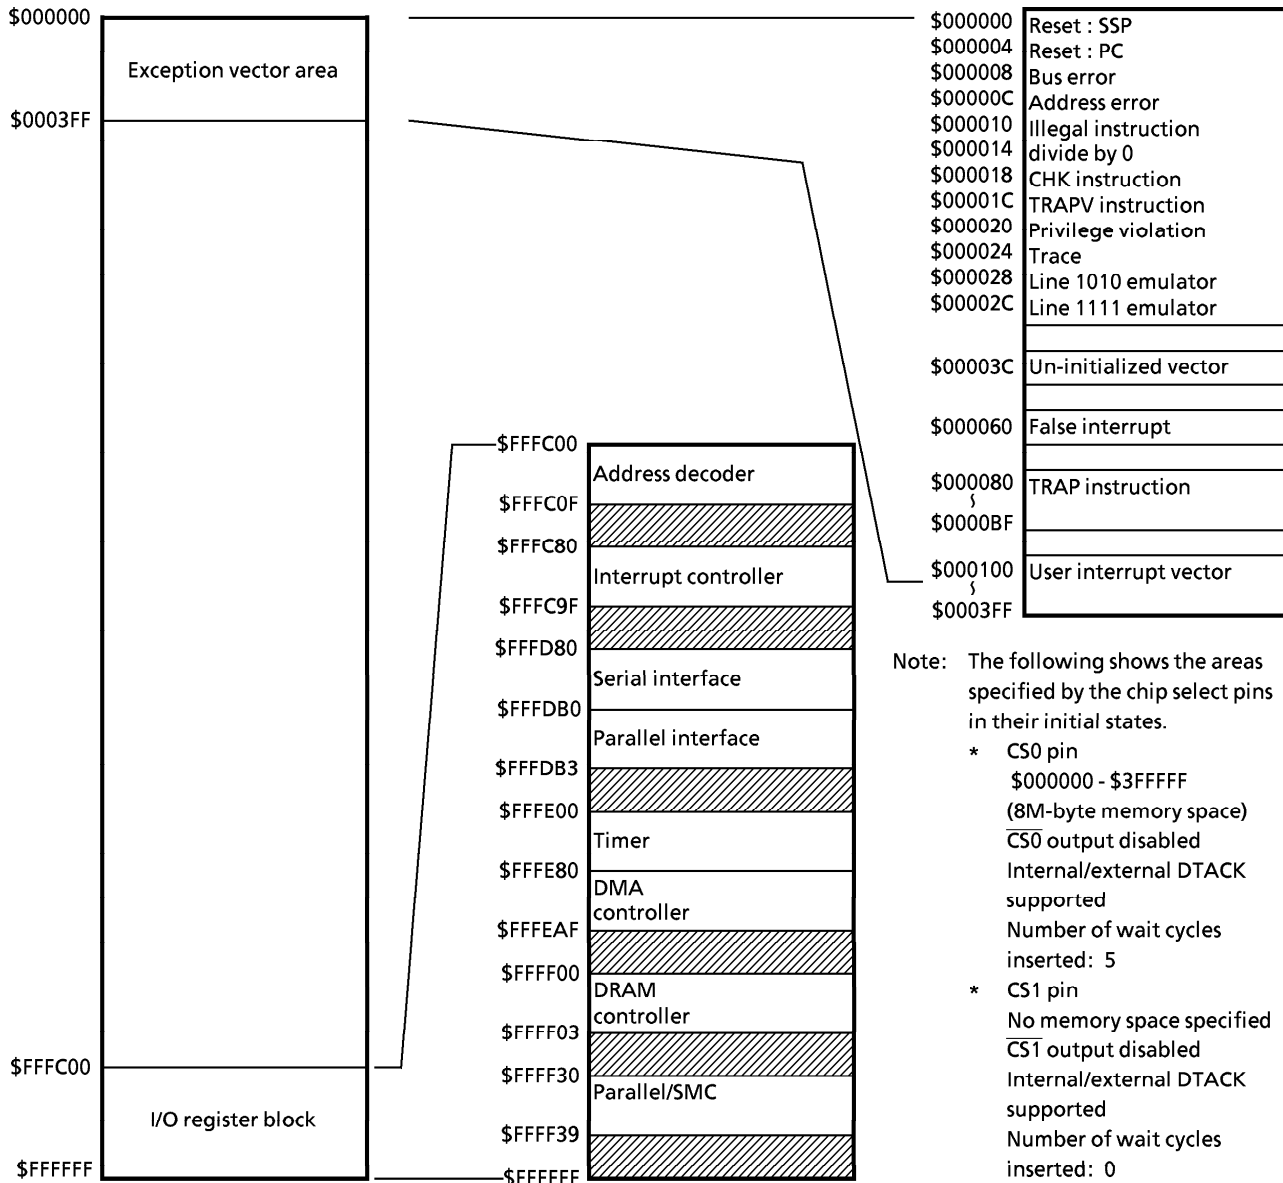 $000000
Exception vector area
$0003FF
$FFFC00
I/O register block
$FFFFFF
$FFFC00
Address decoder
$FFFC0F
$FFFC80
Interrupt controller
$FFFC9F
$FFFD80
Serial interface
$FFFDB0
Parallel interface
$FFFDB3
$FFFE00
Timer
$FFFE80
DMA
controller
$FFFEAF
$FFFF00
DRAM
controller
$FFFF03
$FFFF30
Parallel/SMC
$FFFF39
$FFFFFF
$000000 Reset : SSP
$000004 Reset : PC
$000008 Bus error
$00000C Address error
$000010 Illegal instruction
$000014 divide by 0
$000018 CHK instruction
$00001C TRAPV instruction
$000020 Privilege violation
$000024 Trace
$000028 Line 1010 emulator
$00002C Line 1111 emulator
$00003C Un-initialized vector
$000060 False interrupt
$000080 TRAP instruction
~
$0000BF
$000100 User interrupt vector
~
$0003FF
Note: The following shows the areas
specified by the chip select pins
in their initial states.
* CS0 pin
$000000 - $3FFFFF
(8M-byte memory space)
C̅S̅0̅ output disabled
Internal/external DTACK
supported
Number of wait cycles
inserted: 5
* CS1 pin
No memory space specified
C̅S̅1̅ output disabled
Internal/external DTACK
supported
Number of wait cycles
inserted: 0